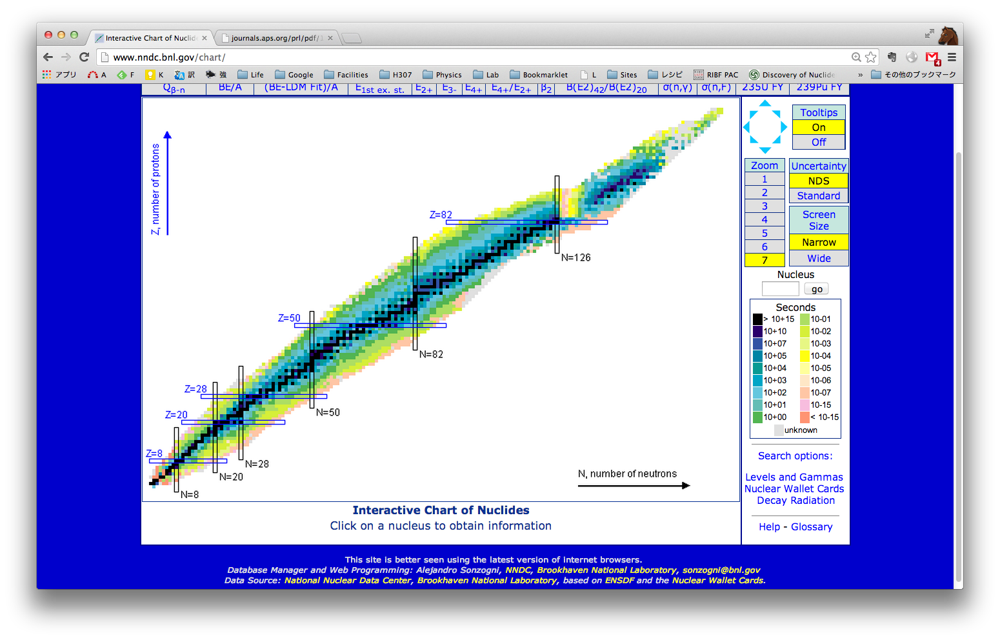 Interactive Chart of Nuclid
journals.aps.org/prl/pdf/1
www.nndc.bnl.gov/chart/
アプリ A F K 訳 強 Life Google Facilities H307 Physics Lab Bookmarklet L Sites レシピ RIBF PAC Discovery of Nuclide » その他のブックマーク
4
Qβ-n BE/A (BE-LDM Fit)/A E1st ex. st. E2+ E3- E4+ E4+/E2+ β2 B(E2)42/B(E2)20 σ(n,γ) σ(n,F) 235U FY 239Pu FY
Z, number of protons
Z=82
N=126
Z=50
N=82
Z=28
N=50
Z=20
N=28
Z=8
N=20
N=8
N, number of neutrons
Interactive Chart of Nuclides
Click on a nucleus to obtain information
Tooltips
On
Off
Zoom
1
2
3
4
5
6
7
Uncertainty
NDS
Standard
Screen
Size
Narrow
Wide
Nucleus
go
Seconds
> 10+15 10-01
10+10 10-02
10+07 10-03
10+05 10-04
10+04 10-05
10+03 10-06
10+02 10-07
10+01 10-15
10+00 < 10-15
unknown
Search options:
Levels and Gammas
Nuclear Wallet Cards
Decay Radiation
Help - Glossary
This site is better seen using the latest version of internet browsers.
Database Manager and Web Programming: Alejandro Sonzogni, NNDC, Brookhaven National Laboratory, sonzogni@bnl.gov
Data Source: National Nuclear Data Center, Brookhaven National Laboratory, based on ENSDF and the Nuclear Wallet Cards.